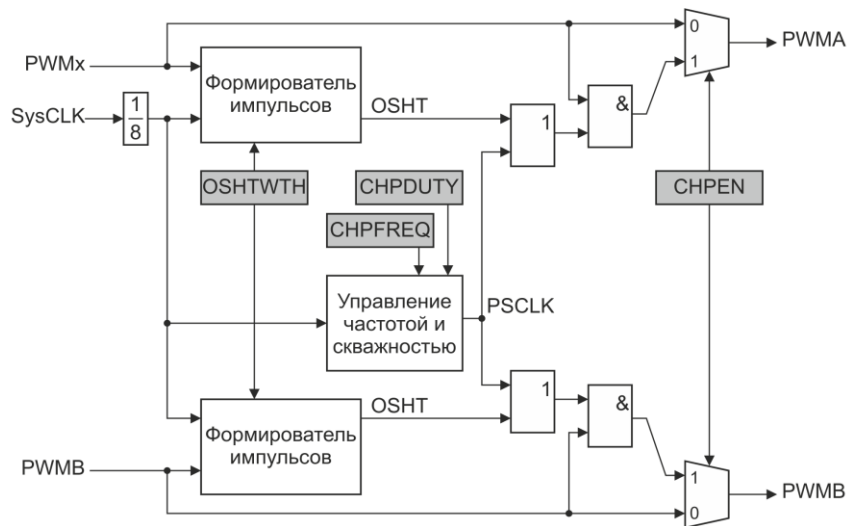 0
PWMA
PWMx
Формирователь
импульсов
OSHT
1
SysCLK
1
8
1
&
OSHTWTH
CHPDUTY
CHPEN
CHPFREQ
Управление
частотой и
скважностью
PSCLK
OSHT
1
&
Формирователь
импульсов
PWMB
1
PWMB
0